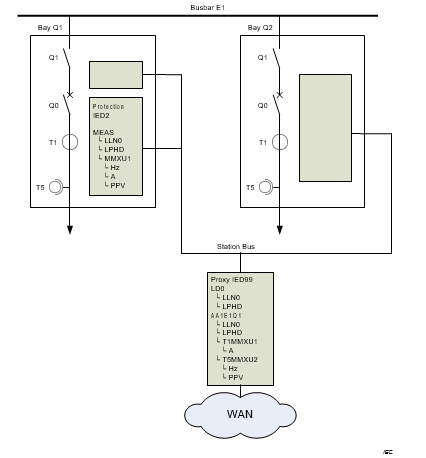 Busbar E1
Bay Q1
Bay Q2
Q1
Q1
Q0
Q0
T1
T1
T5
T5
Protection
IED2
MEAS
└ LLN0
└ LPHD
└ MMXU1
└ Hz
└ A
└ PPV
Station Bus
Proxy IED99
LD0
└ LLN0
└ LPHD
AA1E1Q1
└ LLN0
└ LPHD
└ T1MMXU1
└ A
└ T5MMXU2
└ Hz
└ PPV
WAN